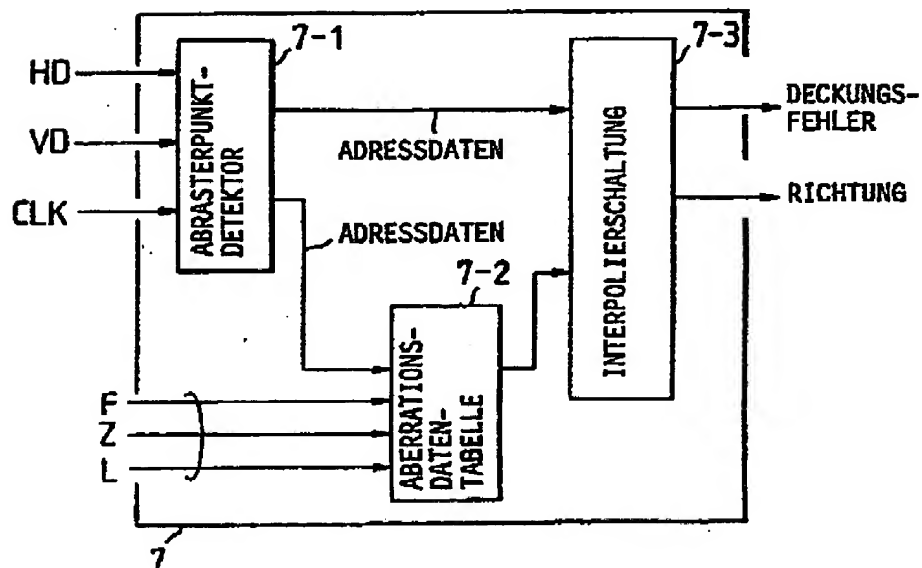 7-1
HD
VD
CLK
ABRASTERPUNKT-
DETEKTOR
ADRESSDATEN
ADRESSDATEN
7-3
INTERPOLIERSCHALTUNG
DECKUNGS-
FEHLER
RICHTUNG
7-2
F
Z
L
ABERRATIONS-
DATEN-
TABELLE
7